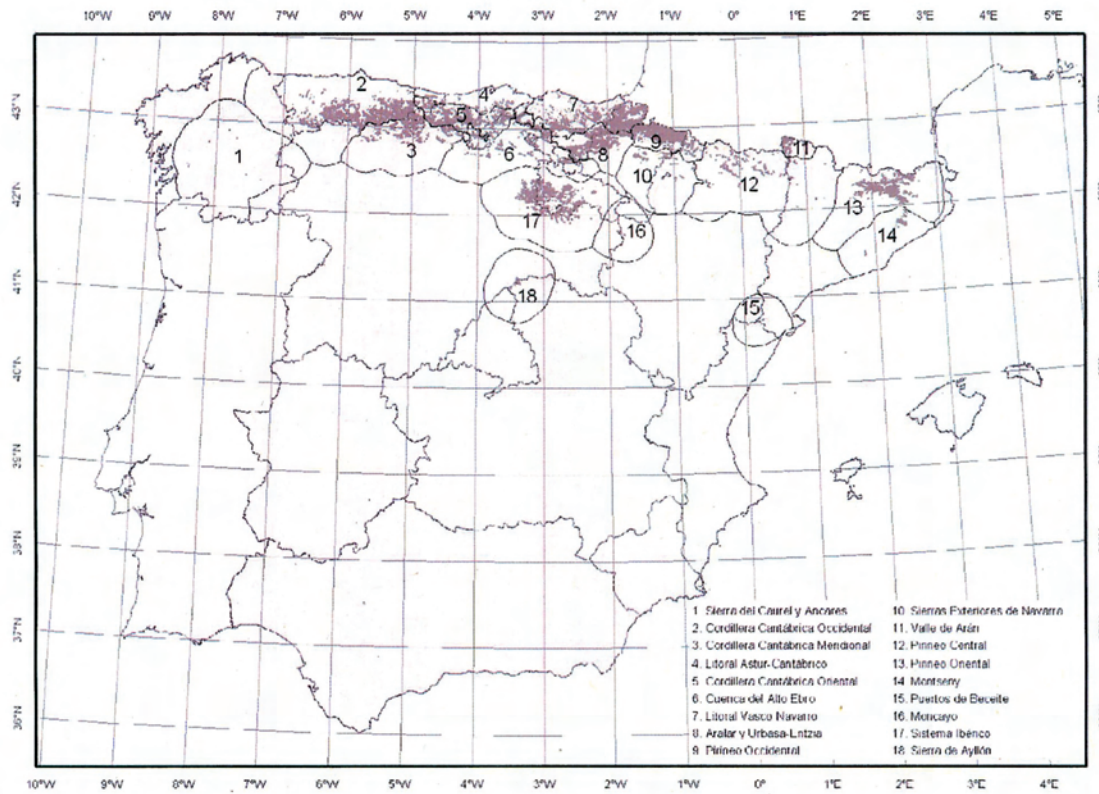 10°W 9°W 8°W 7°W 6°W 5°W 4°W 3°W 2°W 1°W 0° 1°E 2°E 3°E 4°E 5°E
43°N
42°N
41°N
40°N
39°N
38°N
37°N
36°N
2
4
7
5
9
11
1
3
6
8
10
12
13
17
16
14
18
15
1 Sierra del Caurel y Ancares
2. Cordillera Cantábrica Occidental
3. Cordillera Cantábrica Meridional
4. Litoral Astur-Cantábrico
5. Cordillera Cantábrica Oriental
6 Cuenca del Alto Ebro
7. Litoral Vasco Navarro
8. Aralar y Urbasa-Entzia
9 Pirineo Occidental
10 Sierras Exteriores de Navarra
11. Valle de Arán
12. Pirineo Central
13. Pirineo Oriental
14 Montseny
15. Puertos de Beceite
16. Moncayo
17. Sistema Ibérico
18 Sierra de Ayllón
10°W 9°W 8°W 7°W 6°W 5°W 4°W 3°W 2°W 1°W 0° 1°E 2°E 3°E 4°E